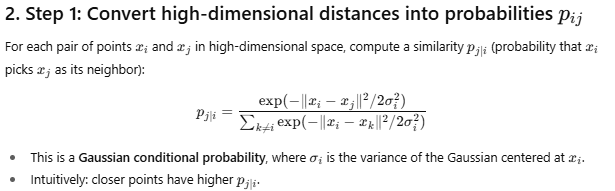 2. Step 1: Convert high-dimensional distances into probabilities p_{ij}
For each pair of points x_i and x_j in high-dimensional space, compute a similarity p_{j|i} (probability that x_i
picks x_j as its neighbor):
p_{j|i} = \frac{\exp(-\|x_i - x_j\|^2/2\sigma_i^2)}{\sum_{k \neq i} \exp(-\|x_i - x_k\|^2/2\sigma_i^2)}
• This is a Gaussian conditional probability, where σ_i is the variance of the Gaussian centered at x_i.
• Intuitively: closer points have higher p_{j|i}.